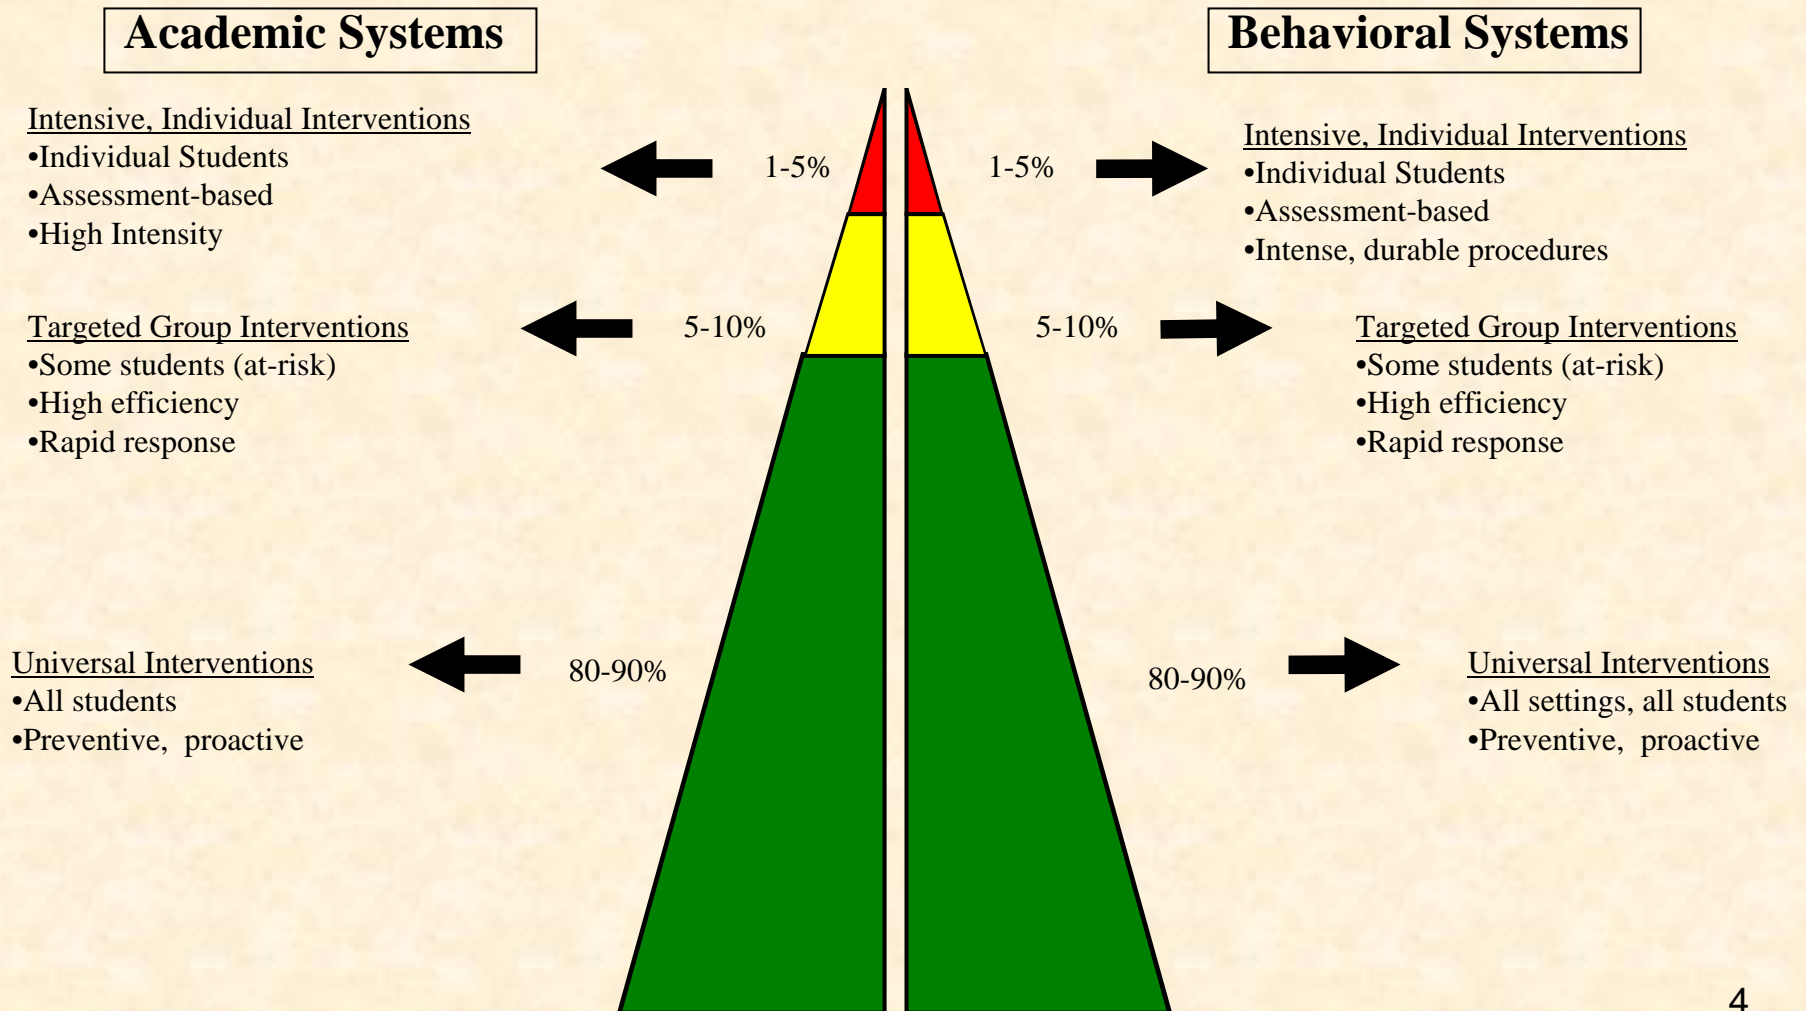 Academic Systems
Intensive, Individual Interventions
•Individual Students
•Assessment-based
•High Intensity
1-5%
Targeted Group Interventions
•Some students (at-risk)
•High efficiency
•Rapid response
5-10%
Universal Interventions
•All students
•Preventive, proactive
80-90%
Behavioral Systems
1-5%
Intensive, Individual Interventions
•Individual Students
•Assessment-based
•Intense, durable procedures
5-10%
Targeted Group Interventions
•Some students (at-risk)
•High efficiency
•Rapid response
80-90%
Universal Interventions
•All settings, all students
•Preventive, proactive
4